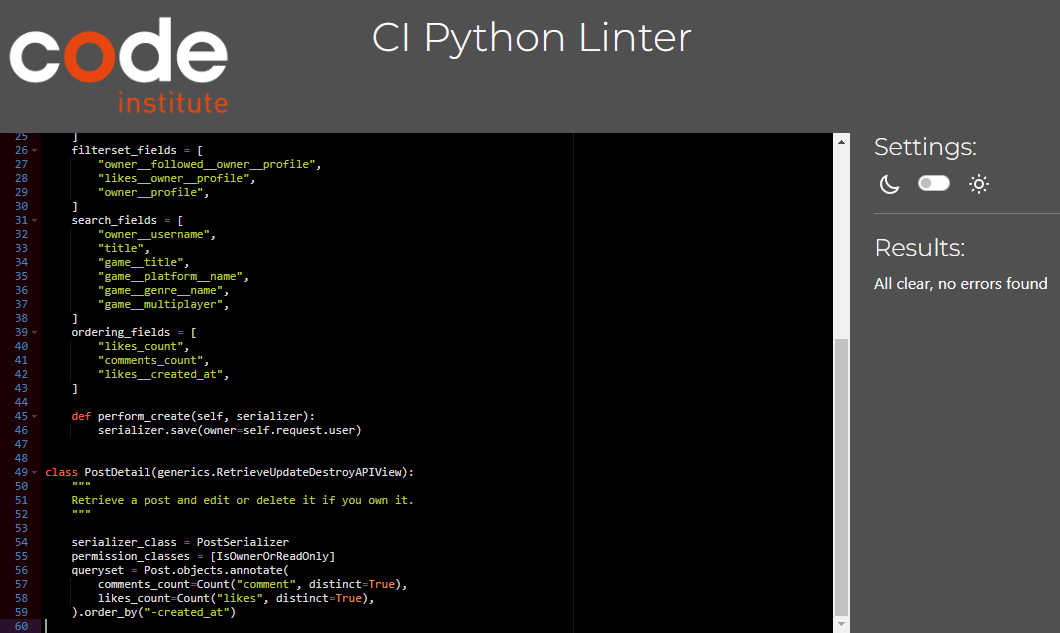 code
institute
CI Python Linter
25 ]
26 filterset_fields = [
27 "owner__followed__owner__profile",
28 "likes__owner__profile",
29 "owner__profile",
30 ]
31 search_fields = [
32 "owner__username",
33 "title",
34 "game__title",
35 "game__platform__name",
36 "game__genre__name",
37 "game__multiplayer",
38 ]
39 ordering_fields = [
40 "likes_count",
41 "comments_count",
42 "likes__created_at",
43 ]
44
45 def perform_create(self, serializer):
46 serializer.save(owner=self.request.user)
47
48
49 class PostDetail(generics.RetrieveUpdateDestroyAPIView):
50 """
51 Retrieve a post and edit or delete it if you own it.
52 """
53
54 serializer_class = PostSerializer
55 permission_classes = [IsOwnerOrReadOnly]
56 queryset = Post.objects.annotate(
57 comments_count=Count("comment", distinct=True),
58 likes_count=Count("likes", distinct=True),
59 ).order_by("-created_at")
60
Settings:
Results:
All clear, no errors found